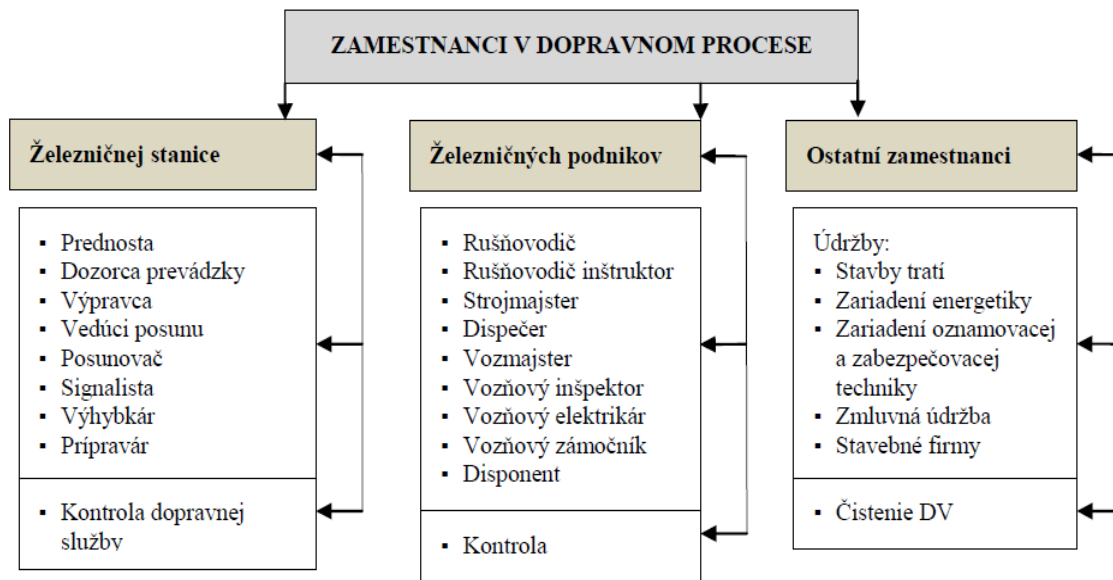 ZAMESTNANCI V DOPRAVNOM PROCESE
Železničnej stanice
▪ Prednosta
▪ Dozorca prevádzky
▪ Výpravca
▪ Vedúci posunu
▪ Posunovač
▪ Signalista
▪ Výhybkár
▪ Prípravár
▪ Kontrola dopravnej
služby
Železničných podnikov
▪ Rušňovodič
▪ Rušňovodič inštruktor
▪ Strojmajster
▪ Dispečer
▪ Vozmajster
▪ Vozňový inšpektor
▪ Vozňový elektrikár
▪ Vozňový zámočník
▪ Disponent
▪ Kontrola
Ostatní zamestnanci
Údržby:
▪ Stavby tratí
▪ Zariadení energetiky
▪ Zariadení oznamovacej
a zabezpečovacej
techniky
▪ Zmluvná údržba
▪ Stavebné firmy
▪ Čistenie DV